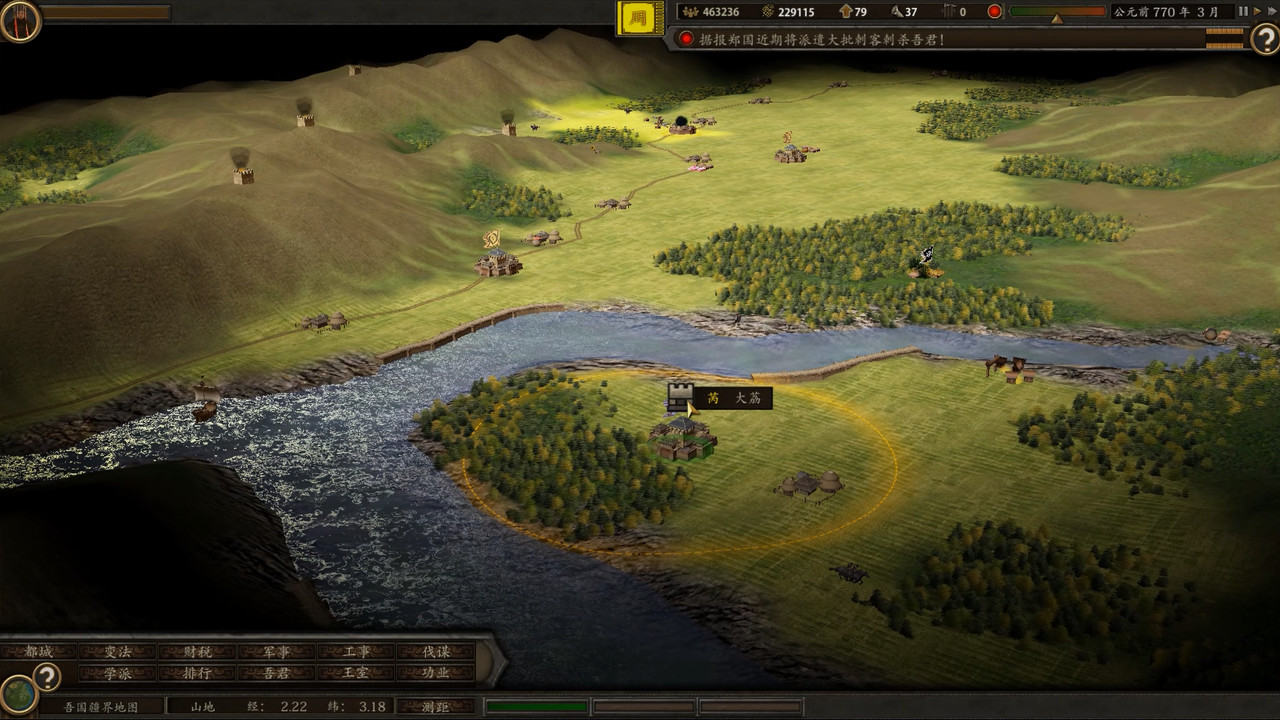 周 463236 229115 79 37 0 公元前 770 年 3 月
据报郑国近期将派遣大批刺客刺杀吾君!
?
芮 大荔
都城 变法 财税 军事 工事 伐谋
? 学派 排行 吾君 王室 功业
吾国疆界地图 山地 经: 2.22 纬: 3.18 测距